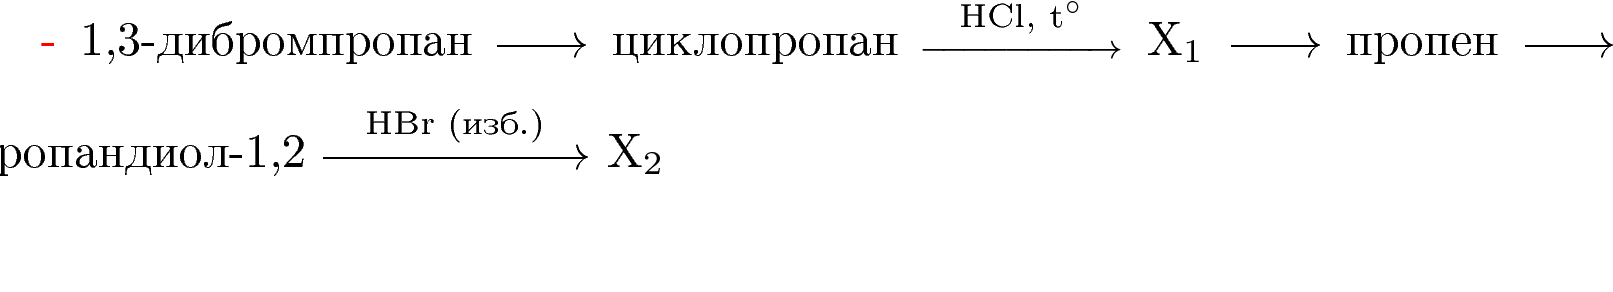 - 1,3-дибромпропан ⟶ циклопропан HCl, t° ⟶ X₁ ⟶ пропен ⟶
ропандиол-1,2 HBr (изб.) ⟶ X₂